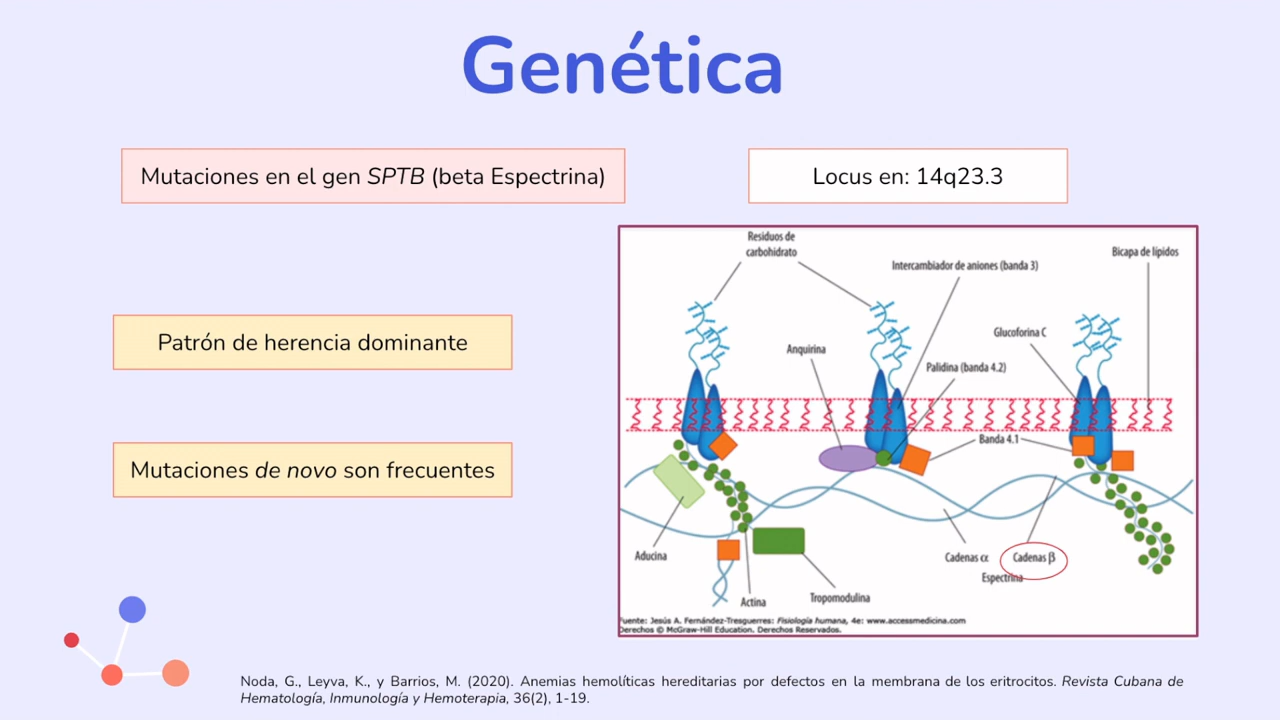 Genética
Mutaciones en el gen SPTB (beta Espectrina)
Locus en: 14q23.3
Patrón de herencia dominante
Mutaciones de novo son frecuentes
Residuos de
carbohidrato
Intercambiador de aniones (banda 3)
Bicapa de lípidos
Glucoforina C
Anquirina
Palidina (banda 4.2)
Banda 4.1
Aducina
Cadenas α
Cadenas β
Espectrina
Actina
Tropomodulina
Fuente: Jesús A. Fernández-Tresguerres: Fisiología humana, 4e: www.accessmedicina.com
Derechos © McGraw-Hill Education. Derechos Reservados.
Noda, G., Leyva, K., y Barrios, M. (2020). Anemias hemolíticas hereditarias por defectos en la membrana de los eritrocitos. Revista Cubana de
Hematología, Inmunología y Hemoterapia, 36(2), 1-19.